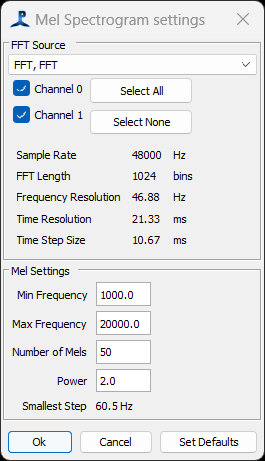 Mel Spectrogram settings
FFT Source
FFT, FFT
Channel 0 Select All
Channel 1 Select None
Sample Rate 48000 Hz
FFT Length 1024 bins
Frequency Resolution 46.88 Hz
Time Resolution 21.33 ms
Time Step Size 10.67 ms
Mel Settings
Min Frequency 1000.0
Max Frequency 20000.0
Number of Mels 50
Power 2.0
Smallest Step 60.5 Hz
Ok Cancel Set Defaults